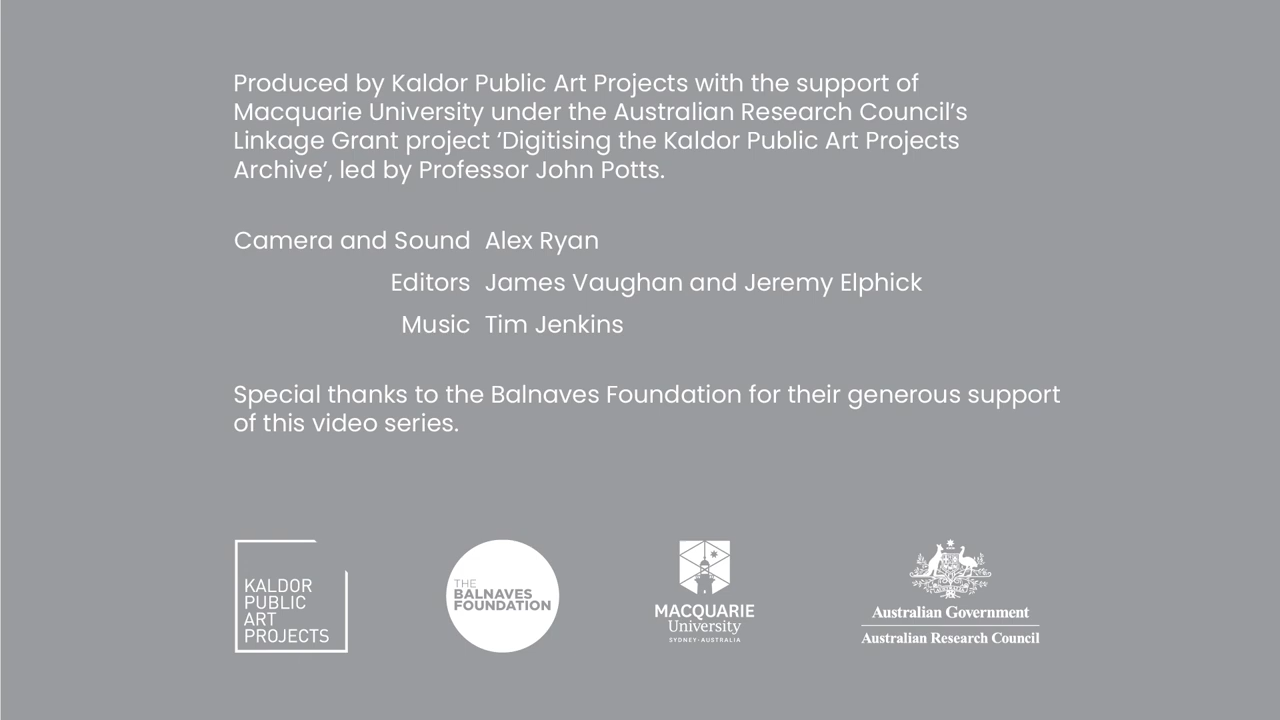 Produced by Kaldor Public Art Projects with the support of
Macquarie University under the Australian Research Council’s
Linkage Grant project ‘Digitising the Kaldor Public Art Projects
Archive’, led by Professor John Potts.
Camera and Sound Alex Ryan
Editors James Vaughan and Jeremy Elphick
Music Tim Jenkins
Special thanks to the Balnaves Foundation for their generous support
of this video series.
KALDOR
PUBLIC
ART
PROJECTS
THE
BALNAVES
FOUNDATION
MACQUARIE
University
SYDNEY·AUSTRALIA
Australian Government
Australian Research Council